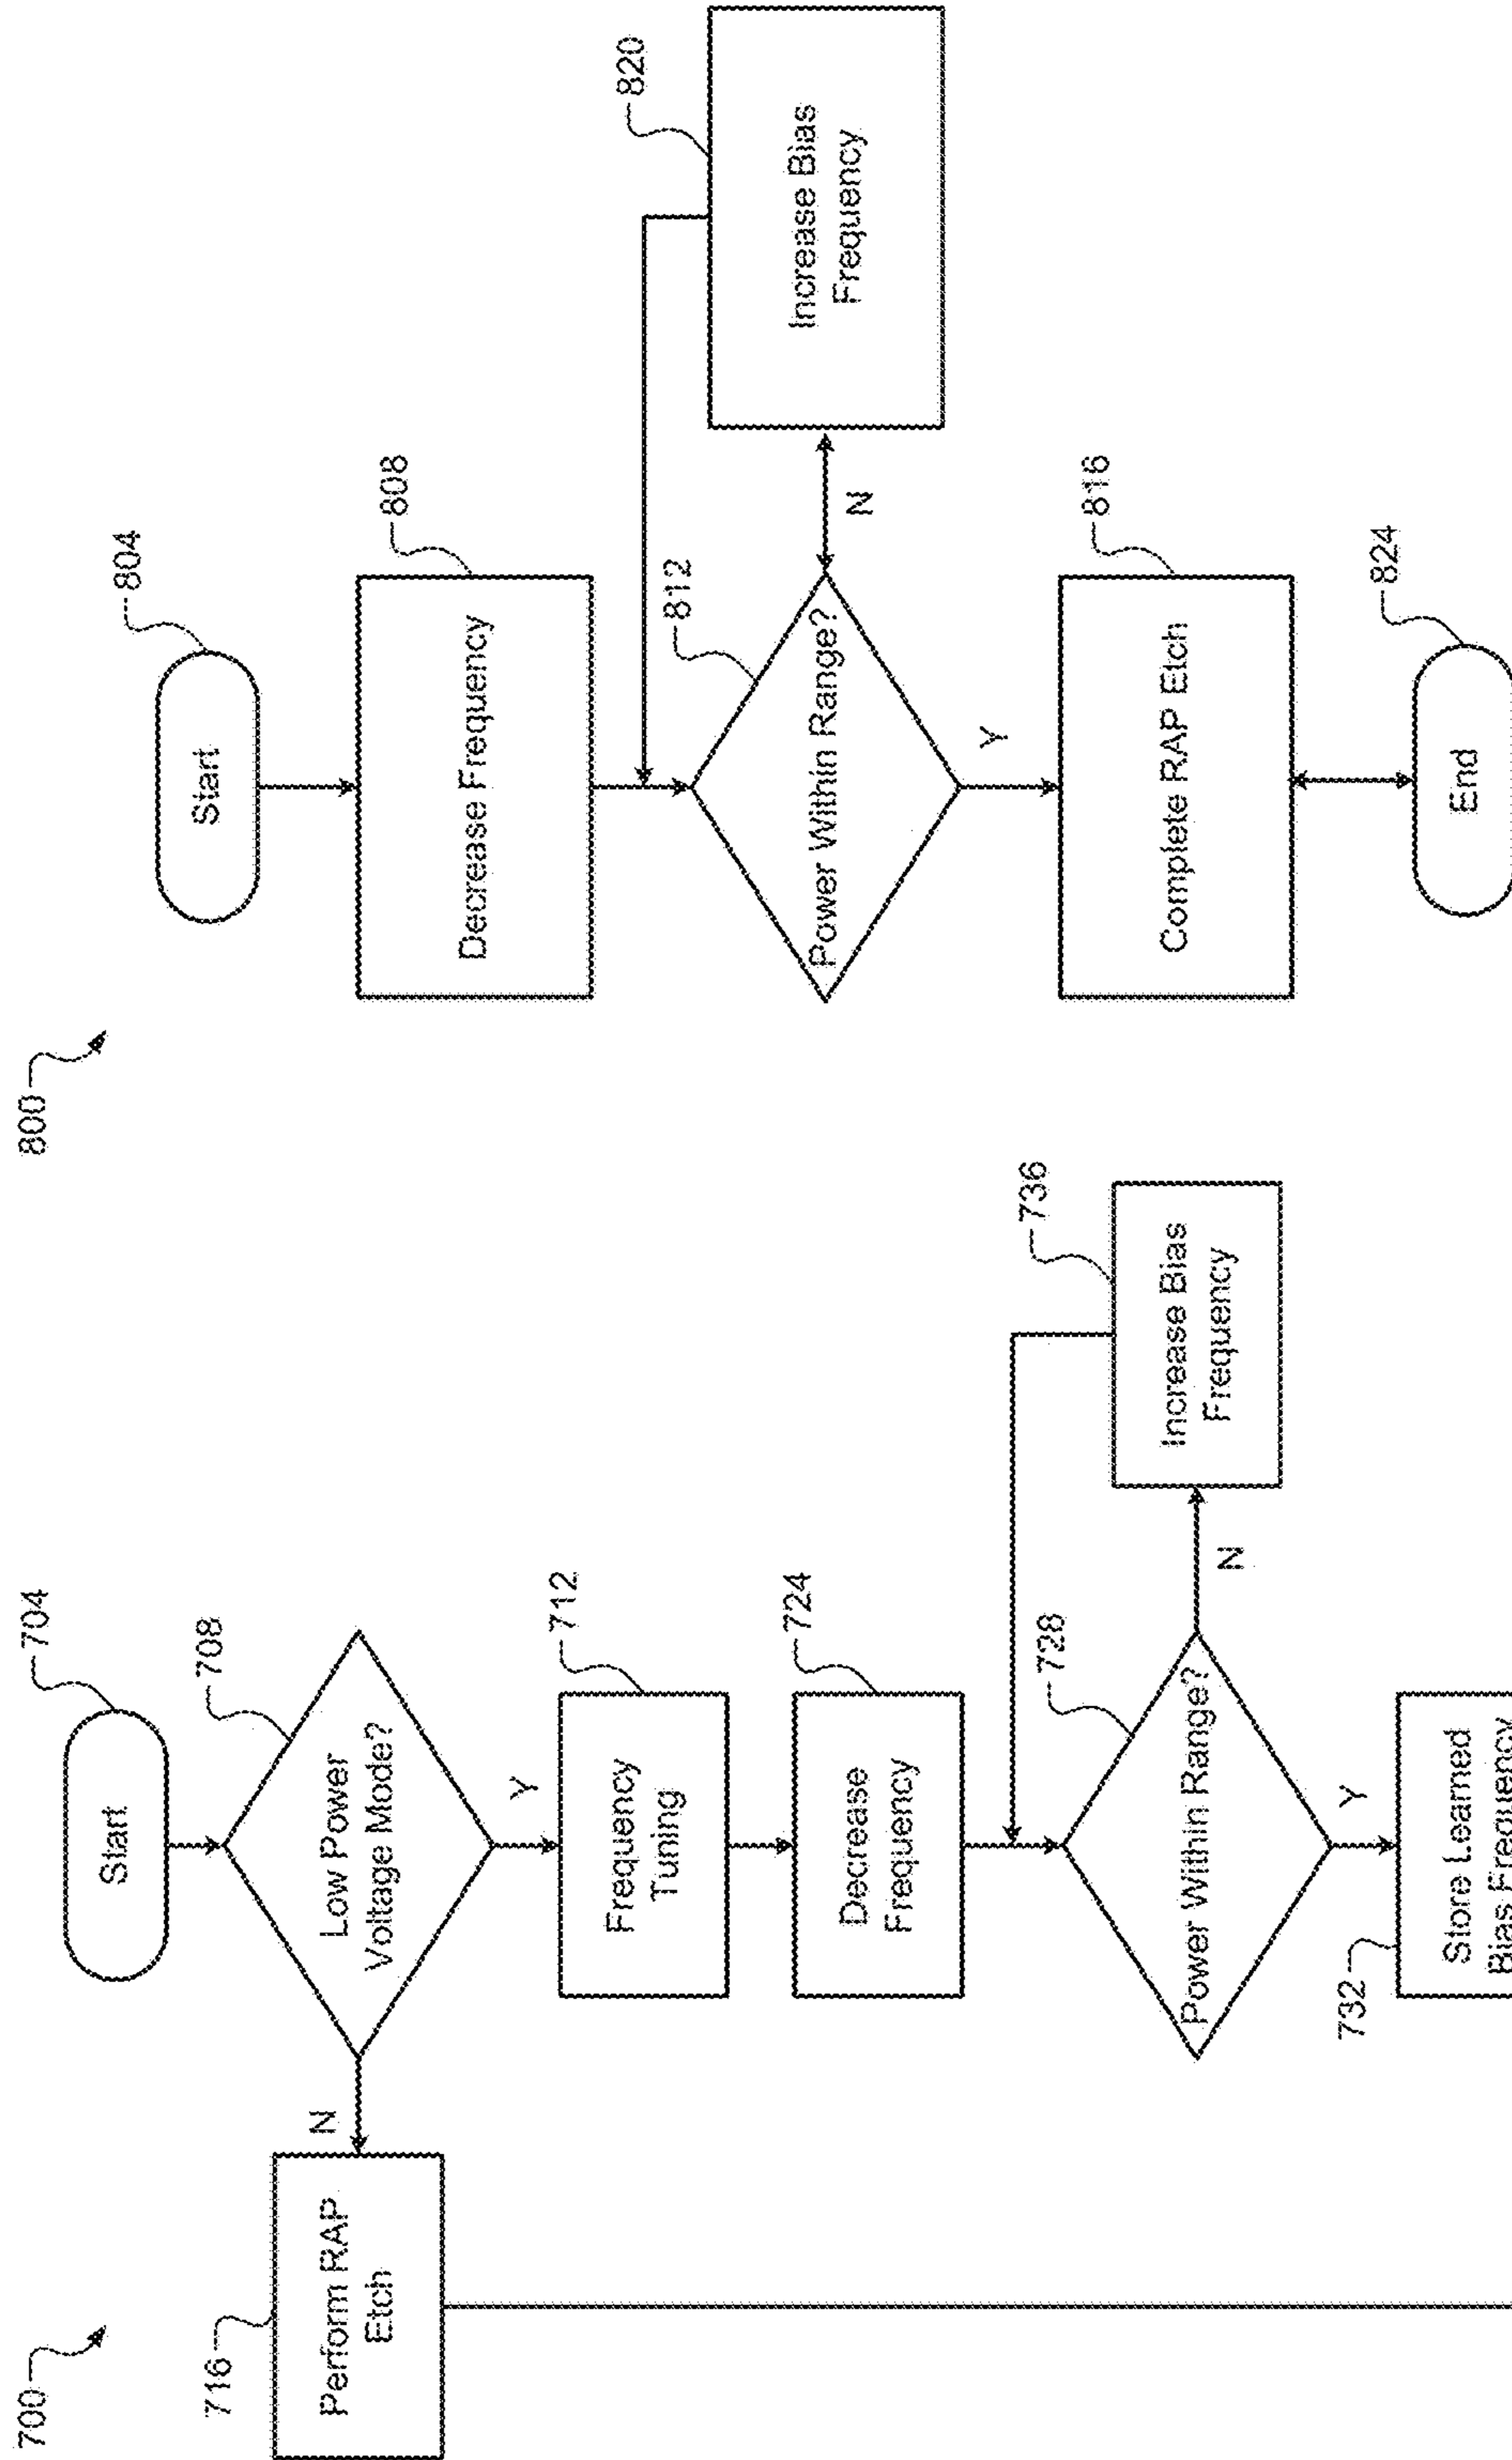 700
704
Start
708
Low Power
Voltage Mode?
N
716
Perform RAP
Etch
Y
712
Frequency
Tuning
724
Decrease
Frequency
728
Power Within Range?
N
736
Increase Bias
Frequency
Y
732
Store Learned
Bias Frequency
800
804
Start
808
Decrease Frequency
812
Power Within Range?
N
820
Increase Bias
Frequency
Y
816
Complete RAP Etch
824
End